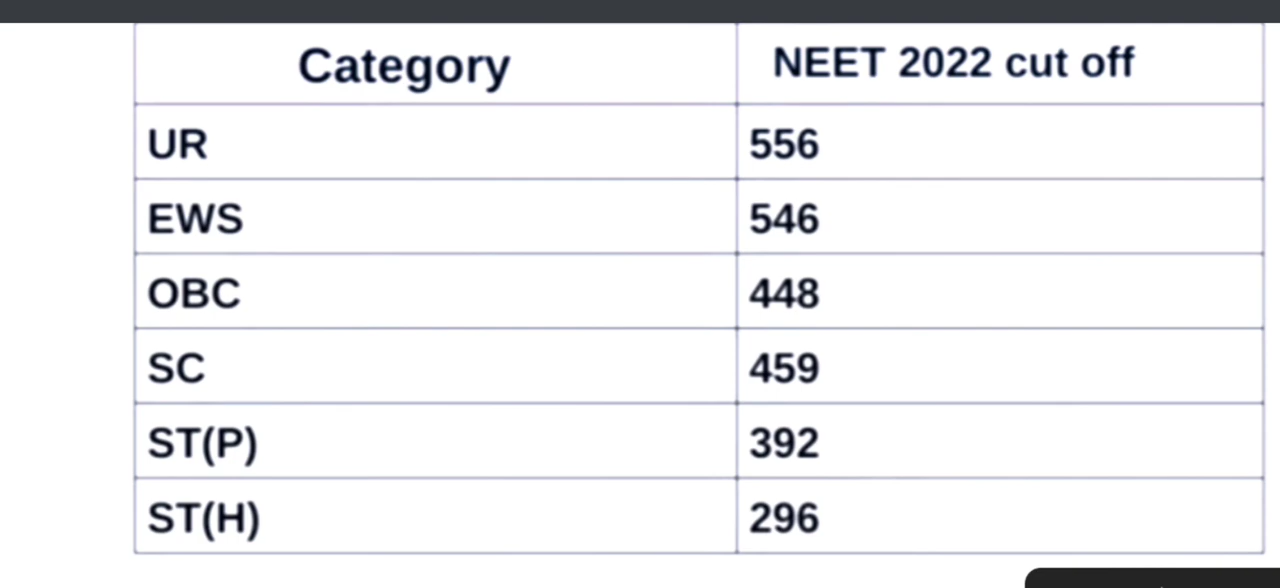 Category NEET 2022 cut off
UR 556
EWS 546
OBC 448
SC 459
ST(P) 392
ST(H) 296